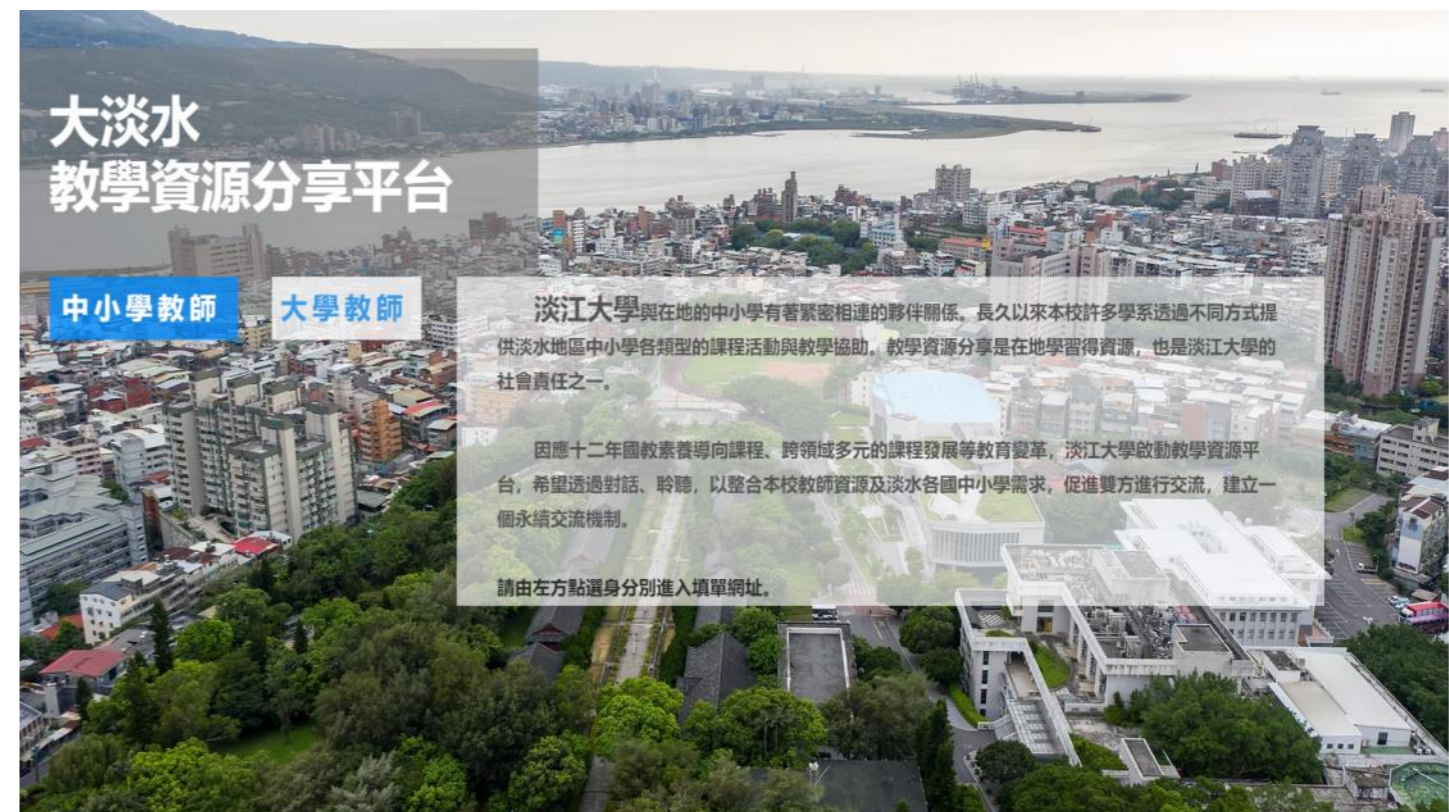 大淡水
教學資源分享平台
中小學教師
大學教師
淡江大學與在地的中小學有著緊密相連的夥伴關係。長久以來本校許多學系透過不同方式提
供淡水地區中小學各類型的課程活動與教學協助。教學資源分享是在地學習得資源，也是淡江大學的
社會責任之一。
因應十二年國教素養導向課程、跨領域多元的課程發展等教育變革，淡江大學啟動教學資源平
台，希望透過對話、聆聽，以整合本校教師資源及淡水各國中小學需求，促進雙方進行交流，建立一
個永續交流機制。
請由左方點選身分別進入填單網址。